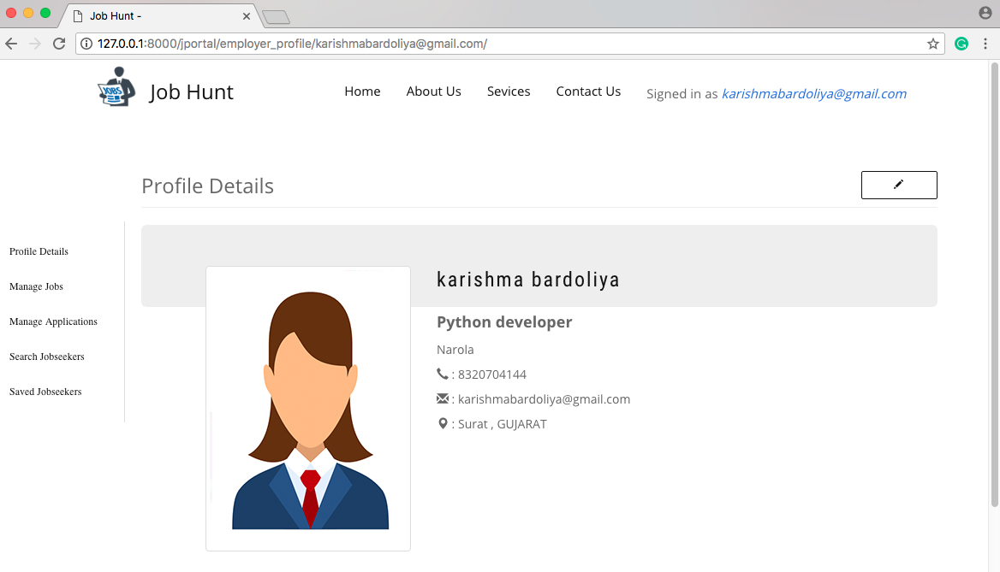 Job Hunt -
127.0.0.1:8000/jportal/employer_profile/karishmabardoliya@gmail.com/
JOBS
Job Hunt
Home About Us Sevices Contact Us Signed in as karishmabardoliya@gmail.com
Profile Details
Profile Details
Manage Jobs
Manage Applications
Search Jobseekers
Saved Jobseekers
karishma bardoliya
Python developer
Narola
: 8320704144
: karishmabardoliya@gmail.com
: Surat , GUJARAT